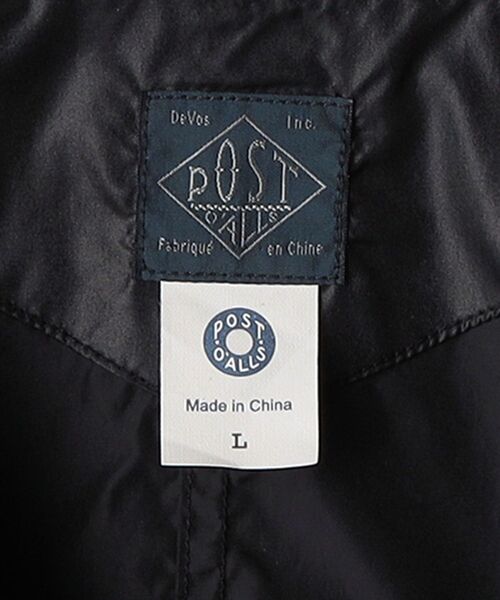 DeVos Inc.
POST
O'ALLS
Fabriqué en Chine
POST
O'ALLS
Made in China
L